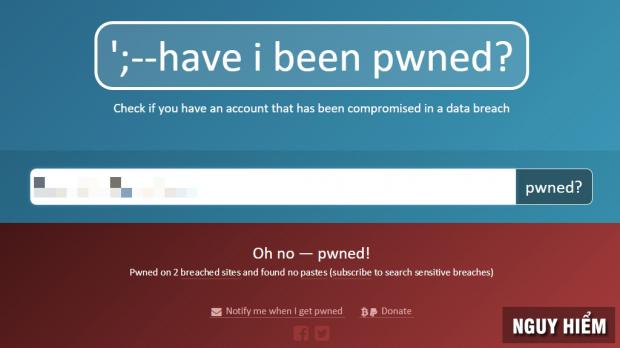 ';--have i been pwned?
Check if you have an account that has been compromised in a data breach
pwned?
Oh no — pwned!
Pwned on 2 breached sites and found no pastes (subscribe to search sensitive breaches)
Notify me when I get pwned Donate
NGUY HIỂM